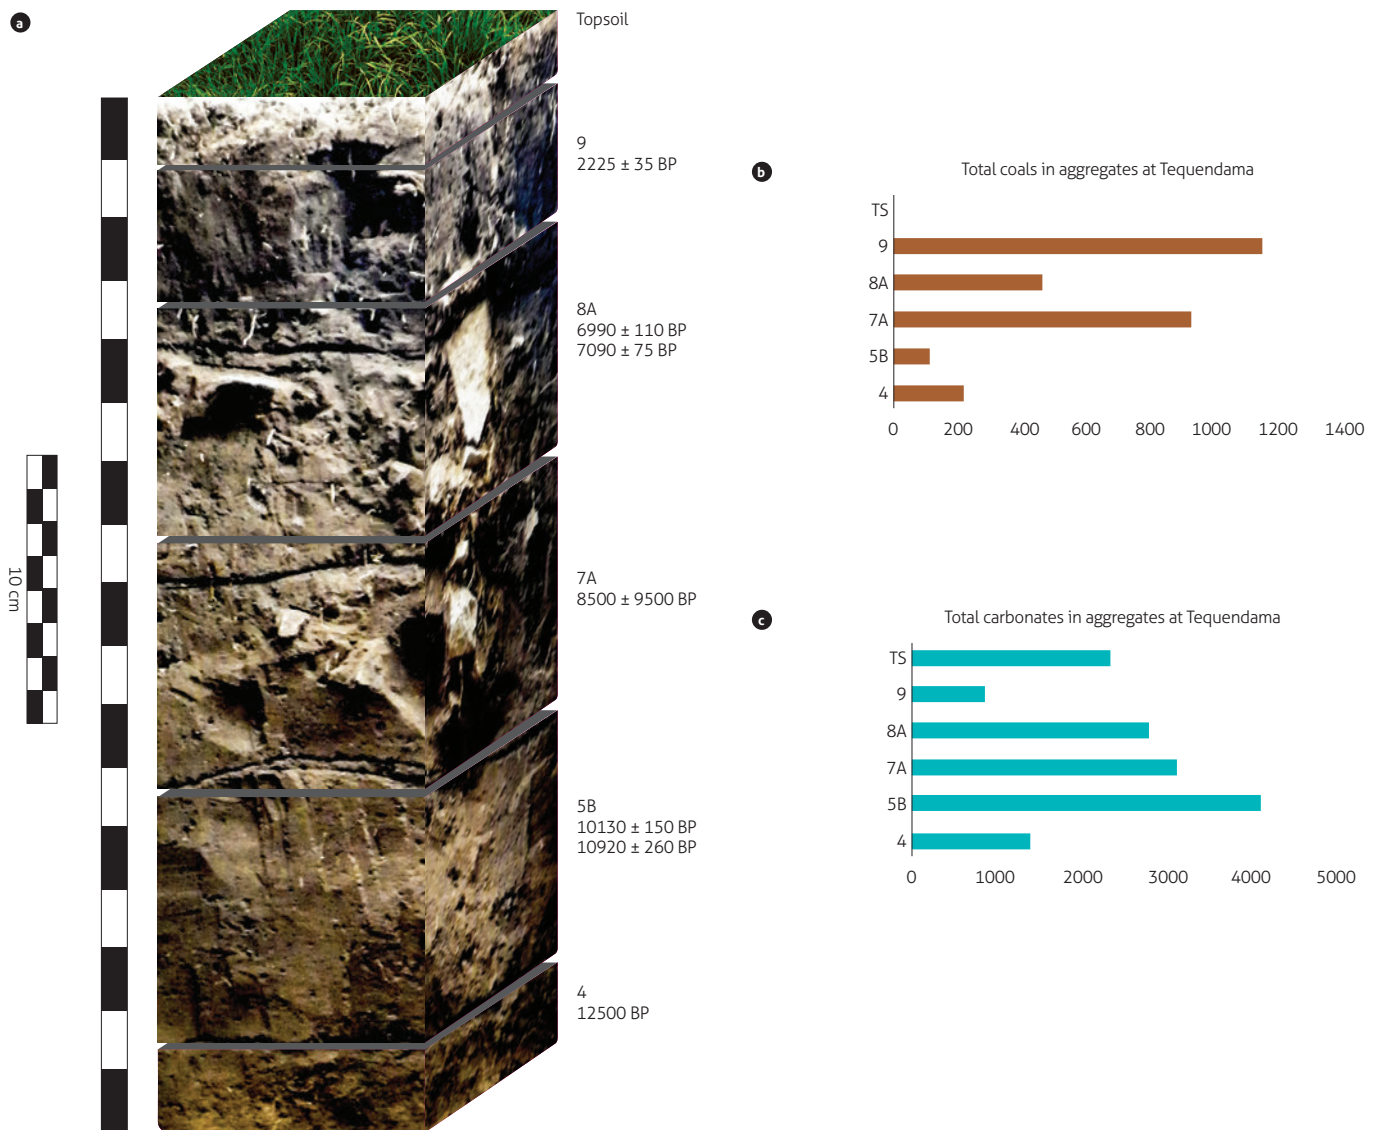 a
Topsoil
9
2225 ± 35 BP
8A
6990 ± 110 BP
7090 ± 75 BP
7A
8500 ± 9500 BP
5B
10130 ± 150 BP
10920 ± 260 BP
4
12500 BP
10 cm
b
Total coals in aggregates at Tequendama
TS
9
8A
7A
5B
4
0 200 400 600 800 1000 1200 1400
c
Total carbonates in aggregates at Tequendama
TS
9
8A
7A
5B
4
0 1000 2000 3000 4000 5000